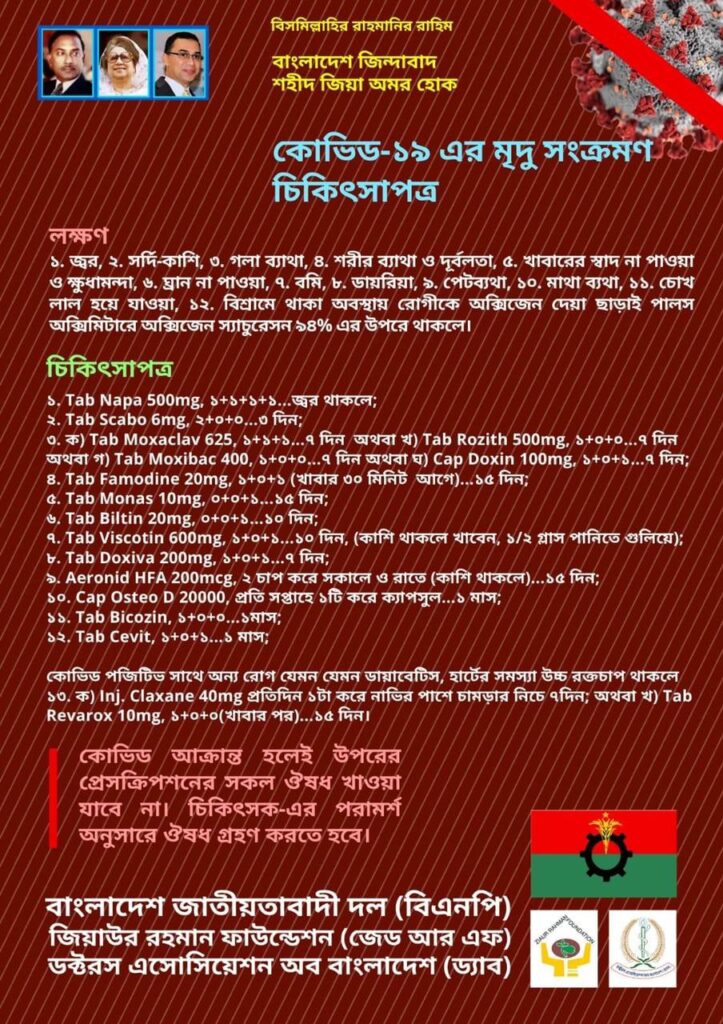 বিসমিল্লাহির রাহমানির রাহিম
বাংলাদেশ জিন্দাবাদ
শহীদ জিয়া অমর হোক
কোভিড-১৯ এর মৃদু সংক্রমণ
চিকিৎসাপত্র
লক্ষণ
১. জ্বর, ২. সর্দি-কাশি, ৩. গলা ব্যাথা, ৪. শরীর ব্যাথা ও দূর্বলতা, ৫. খাবারের স্বাদ না পাওয়া
ও ক্ষুধামন্দা, ৬. ঘ্রান না পাওয়া, ৭. বমি, ৮. ডায়রিয়া, ৯. পেটব্যথা, ১০. মাথা ব্যথা, ১১. চোখ
লাল হয়ে যাওয়া, ১২. বিশ্রামে থাকা অবস্থায় রোগীকে অক্সিজেন দেয়া ছাড়াই পালস
অক্সিমিটারে অক্সিজেন স্যাচুরেসন ৯৪% এর উপরে থাকলে।
চিকিৎসাপত্র
১. Tab Napa 500mg, ১+১+১+১...জ্বর থাকলে;
২. Tab Scabo 6mg, ২+০+০...৩ দিন;
৩. ক) Tab Moxaclav 625, ১+১+১...৭ দিন অথবা খ) Tab Rozith 500mg, ১+০+০...৭ দিন
অথবা গ) Tab Moxibac 400, ১+০+০...৭ দিন অথবা ঘ) Cap Doxin 100mg, ১+০+১...৭ দিন;
৪. Tab Famodine 20mg, ১+০+১ (খাবার ৩০ মিনিট আগে)...১৫ দিন;
৫. Tab Monas 10mg, ০+০+১...১৫ দিন;
৬. Tab Biltin 20mg, ০+০+১...১০ দিন;
৭. Tab Viscotin 600mg, ১+০+১...১০ দিন, (কাশি থাকলে খাবেন, ১/২ গ্লাস পানিতে গুলিয়ে);
৮. Tab Doxiva 200mg, ১+০+১...৭ দিন;
৯. Aeronid HFA 200mcg, ২ চাপ করে সকালে ও রাতে (কাশি থাকলে)...১৫ দিন;
১০. Cap Osteo D 20000, প্রতি সপ্তাহে ১টি করে ক্যাপসুল...১ মাস;
১১. Tab Bicozin, ১+০+০...১মাস;
১২. Tab Cevit, ১+০+১...১ মাস;
কোভিড পজিটিভ সাথে অন্য রোগ যেমন যেমন ডায়াবেটিস, হার্টের সমস্যা উচ্চ রক্তচাপ থাকলে
১৩. ক) Inj. Claxane 40mg প্রতিদিন ১টা করে নাভির পাশে চামড়ার নিচে ৭দিন; অথবা খ) Tab
Revarox 10mg, ১+০+০(খাবার পর)...১৫ দিন।
কোভিড আক্রান্ত হলেই উপরের
প্রেসক্রিপশনের সকল ঔষধ খাওয়া
যাবে না। চিকিৎসক-এর পরামর্শ
অনুসারে ঔষধ গ্রহণ করতে হবে।
বাংলাদেশ জাতীয়তাবাদী দল (বিএনপি)
জিয়াউর রহমান ফাউন্ডেশন (জেড আর এফ)
ডক্টরস এসোসিয়েশন অব বাংলাদেশ (ড্যাব)
ZIAUR RAHMAN FOUNDATION